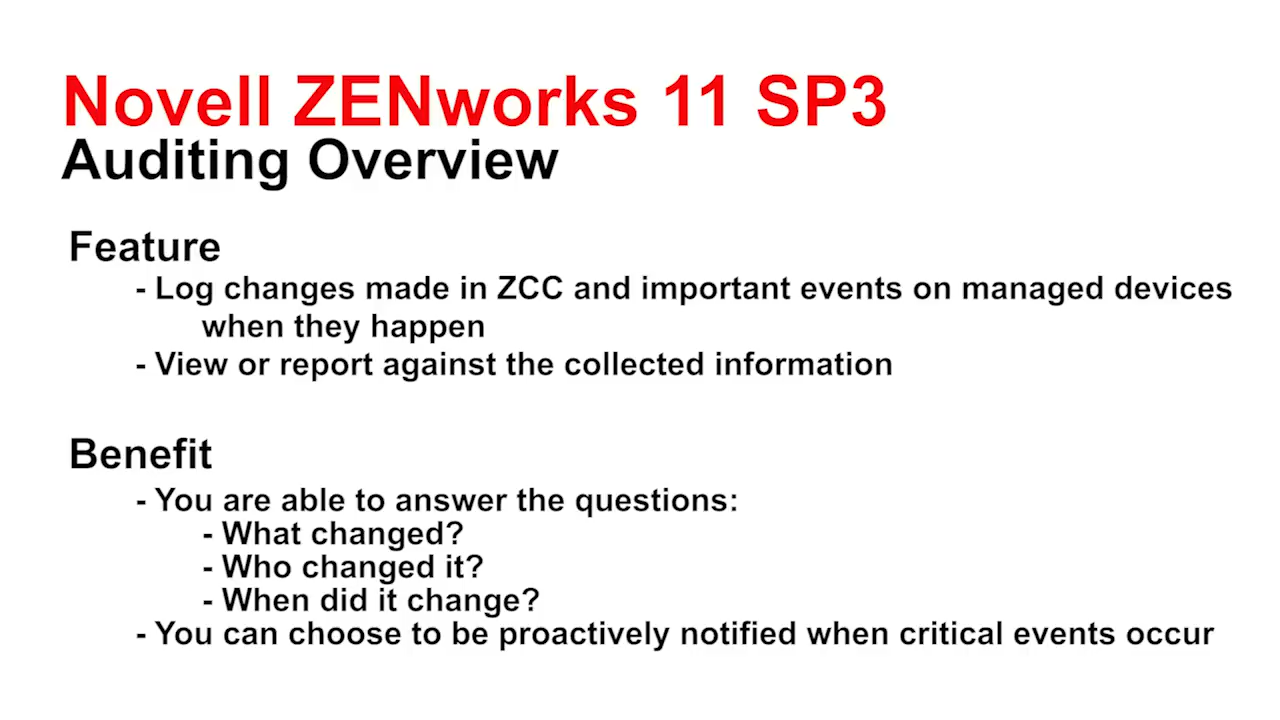 Novell ZENworks 11 SP3
Auditing Overview
Feature
- Log changes made in ZCC and important events on managed devices
when they happen
- View or report against the collected information
Benefit
- You are able to answer the questions:
- What changed?
- Who changed it?
- When did it change?
- You can choose to be proactively notified when critical events occur